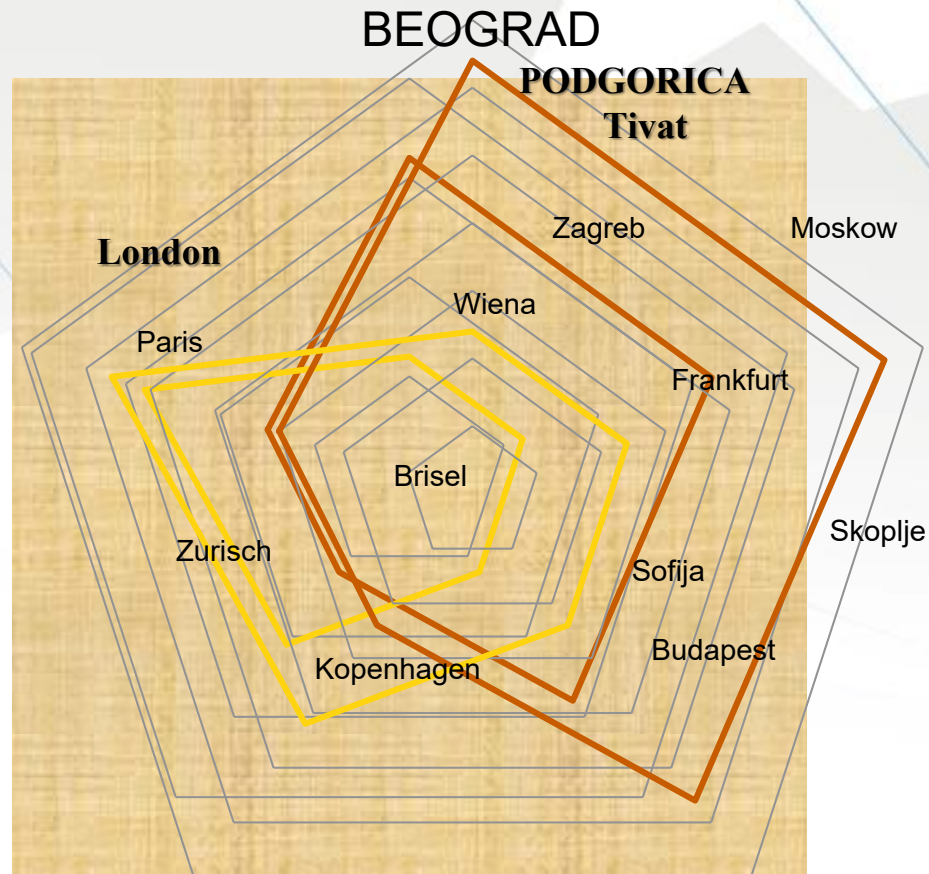 BEOGRAD
PODGORICA
Tivat
Zagreb
Moskow
London
Wiena
Paris
Frankfurt
Brisel
Skoplje
Zurisch
Sofija
Budapest
Kopenhagen